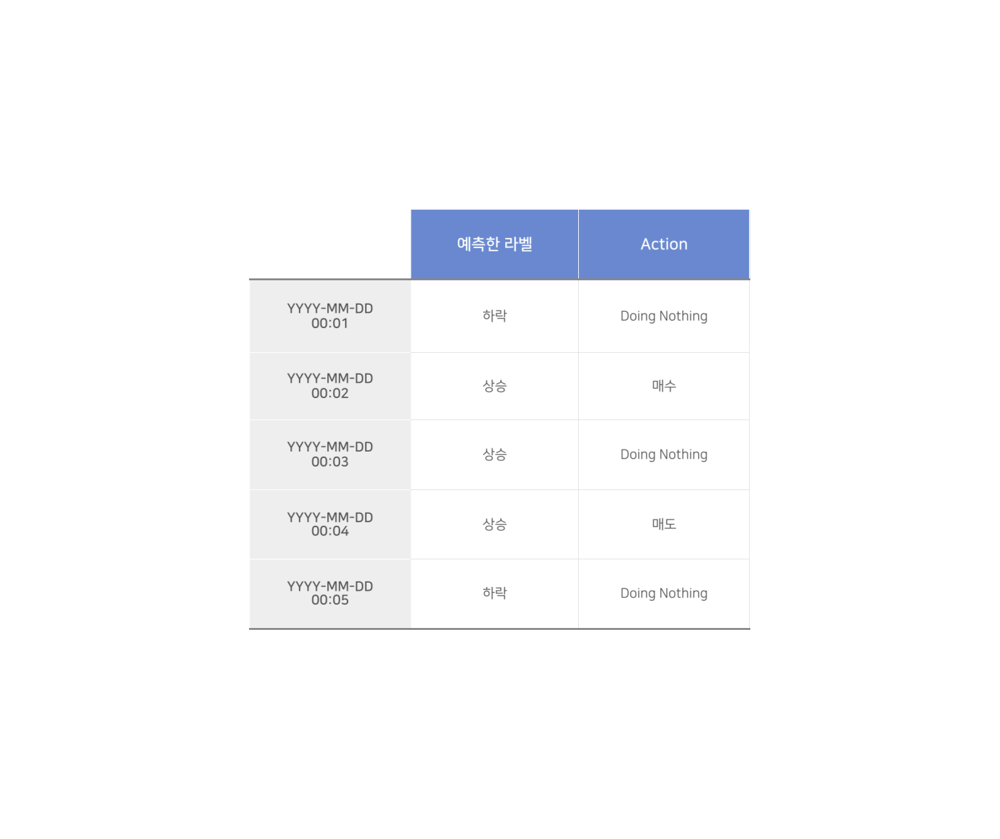 예측한 라벨 Action
YYYY-MM-DD
00:01
하락 Doing Nothing
YYYY-MM-DD
00:02
상승 매수
YYYY-MM-DD
00:03
상승 Doing Nothing
YYYY-MM-DD
00:04
상승 매도
YYYY-MM-DD
00:05
하락 Doing Nothing